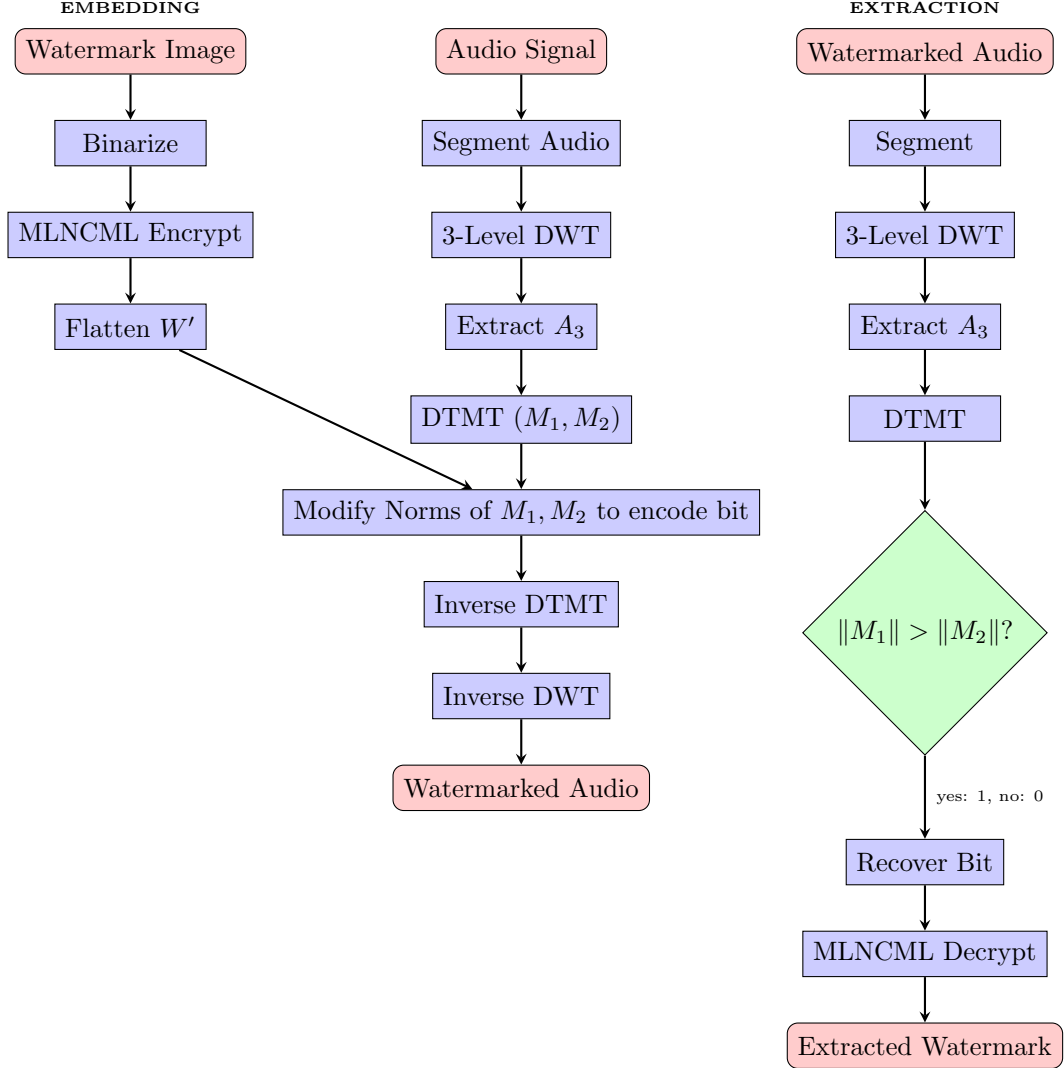 EMBEDDING
Watermark Image
Binarize
MLNCML Encrypt
Flatten W′
Audio Signal
Segment Audio
3-Level DWT
Extract A₃
DTMT (M₁, M₂)
Modify Norms of M₁, M₂ to encode bit
Inverse DTMT
Inverse DWT
Watermarked Audio
EXTRACTION
Watermarked Audio
Segment
3-Level DWT
Extract A₃
DTMT
‖M₁‖ > ‖M₂‖?
yes: 1, no: 0
Recover Bit
MLNCML Decrypt
Extracted Watermark